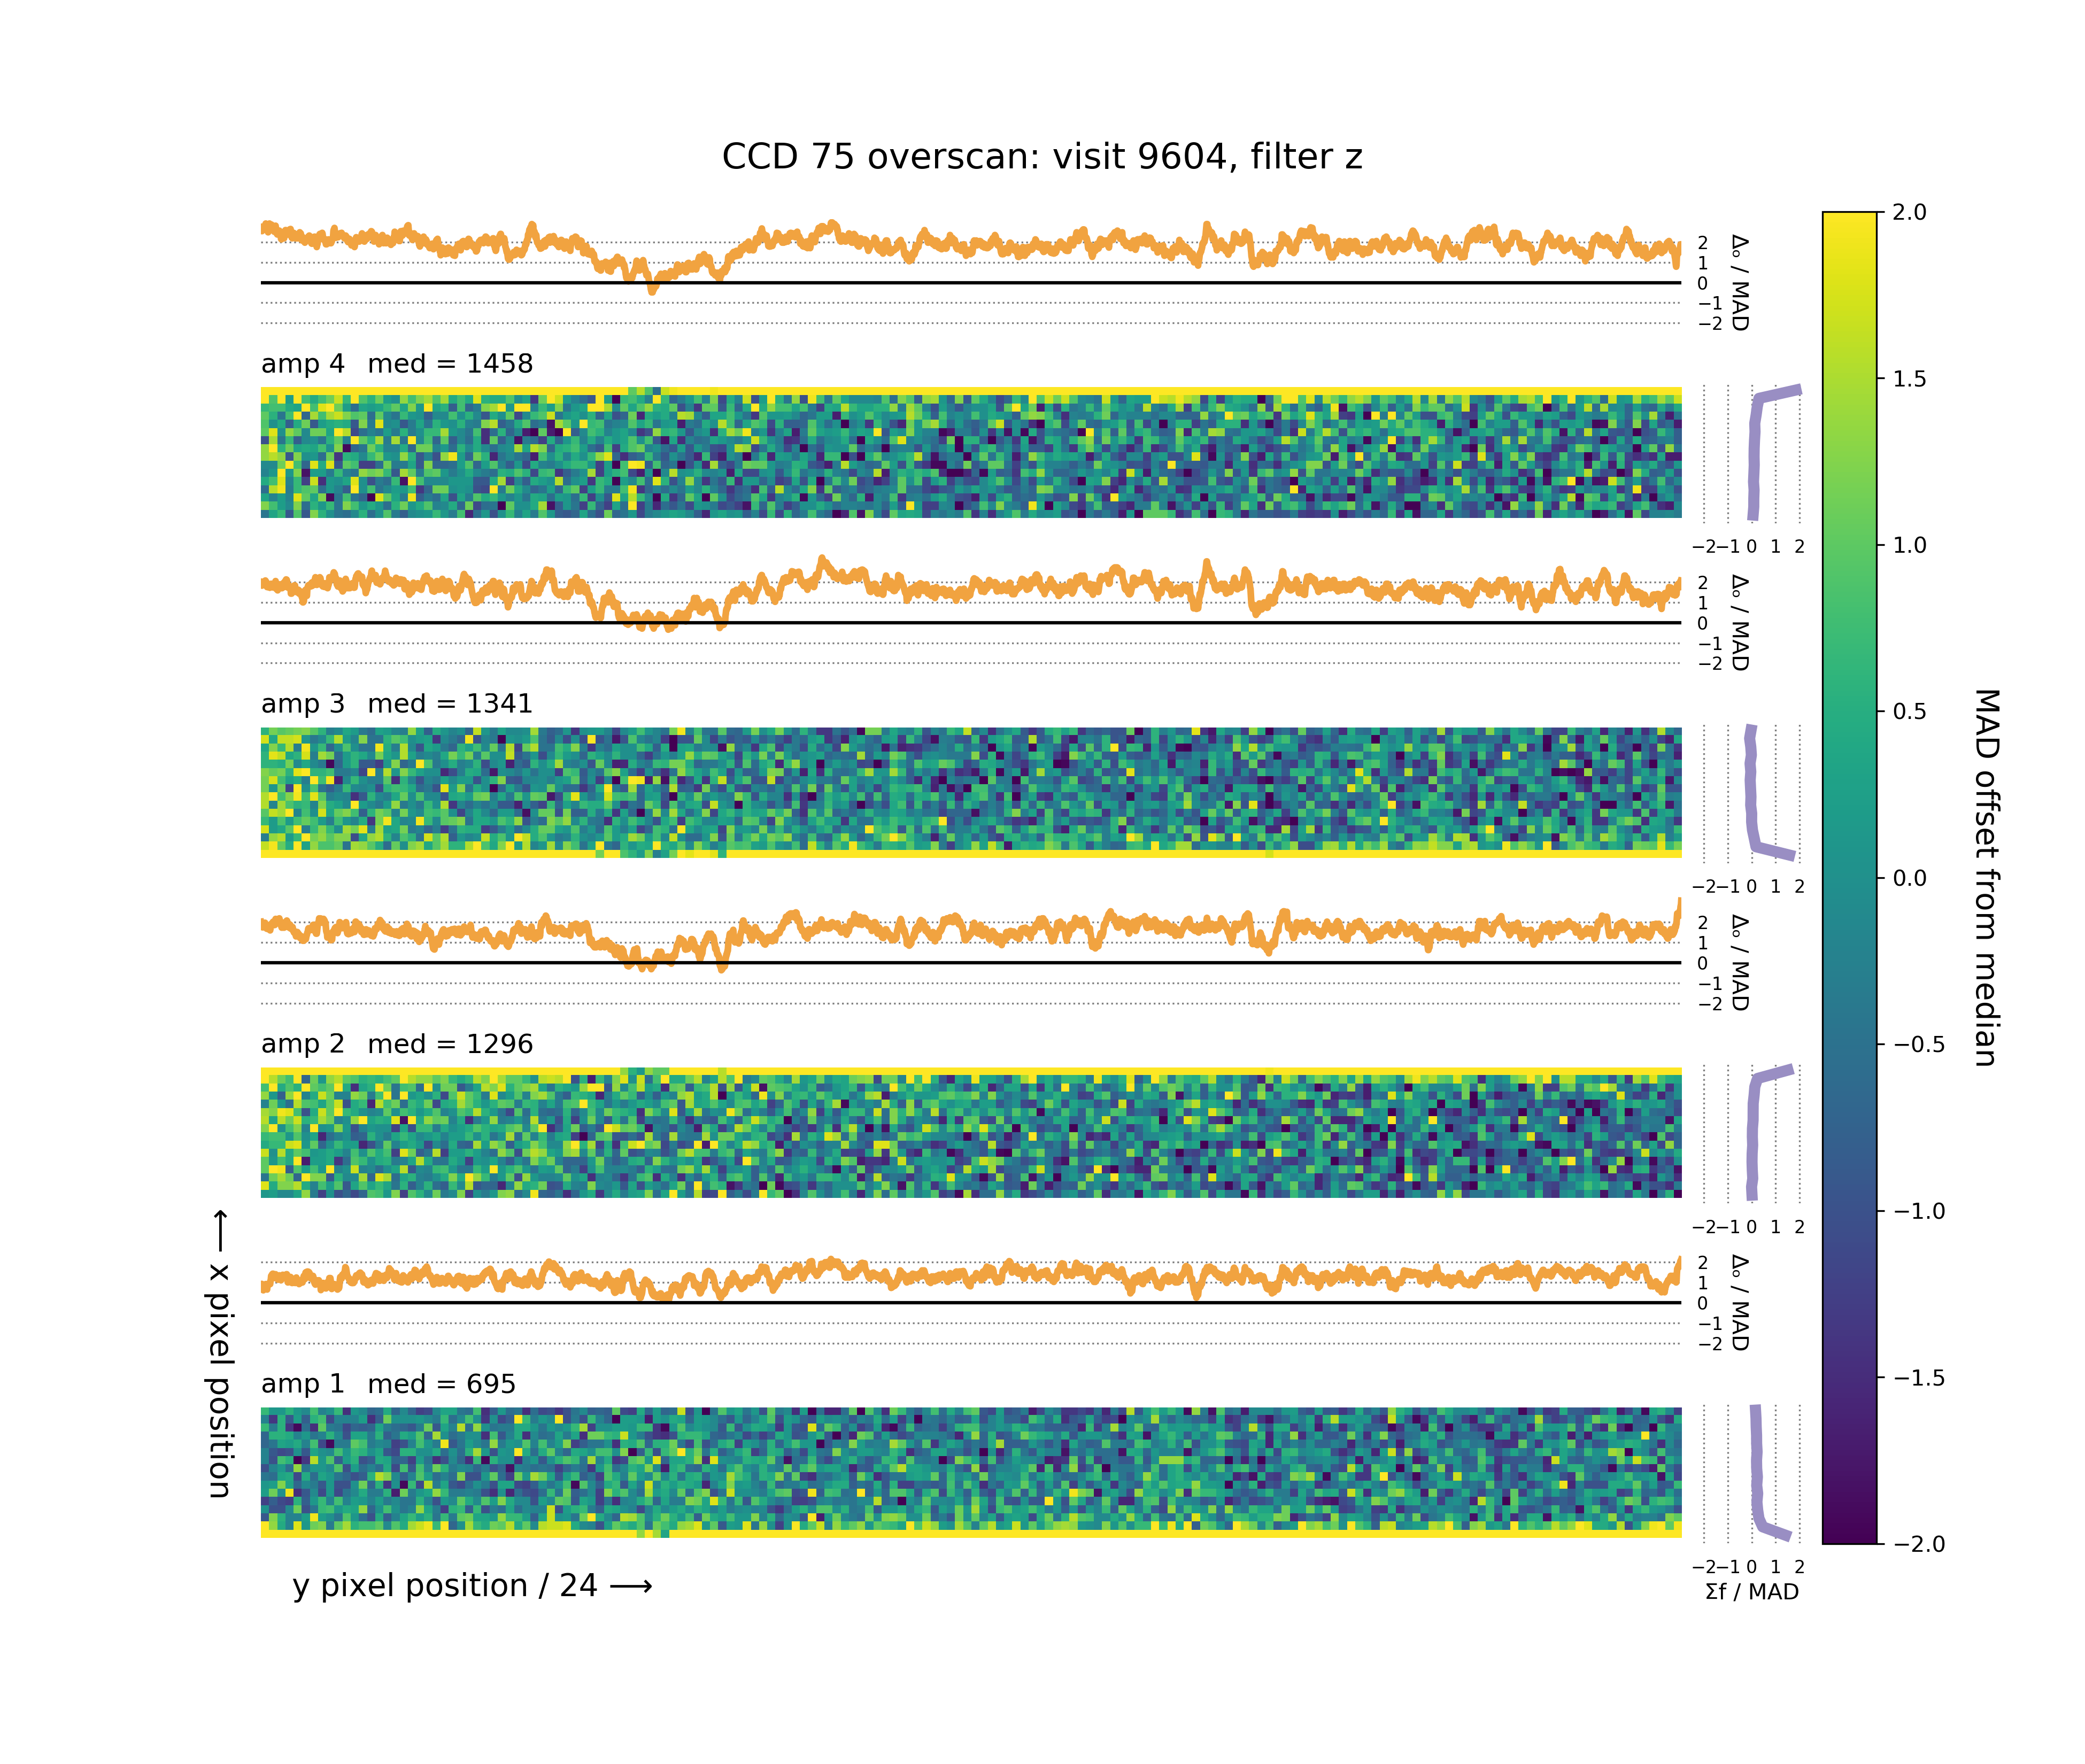 CCD 75 overscan: visit 9604, filter z
2
1
0
−1
−2
Δₒ / MAD
amp 4 med = 1458
−2 −1 0 1 2
2
1
0
−1
−2
Δₒ / MAD
amp 3 med = 1341
−2 −1 0 1 2
2
1
0
−1
−2
Δₒ / MAD
amp 2 med = 1296
−2 −1 0 1 2
2
1
0
−1
−2
Δₒ / MAD
amp 1 med = 695
−2 −1 0 1 2
Σf / MAD
⟵ x pixel position
y pixel position / 24 ⟶
2.0
1.5
1.0
0.5
0.0
−0.5
−1.0
−1.5
−2.0
MAD offset from median